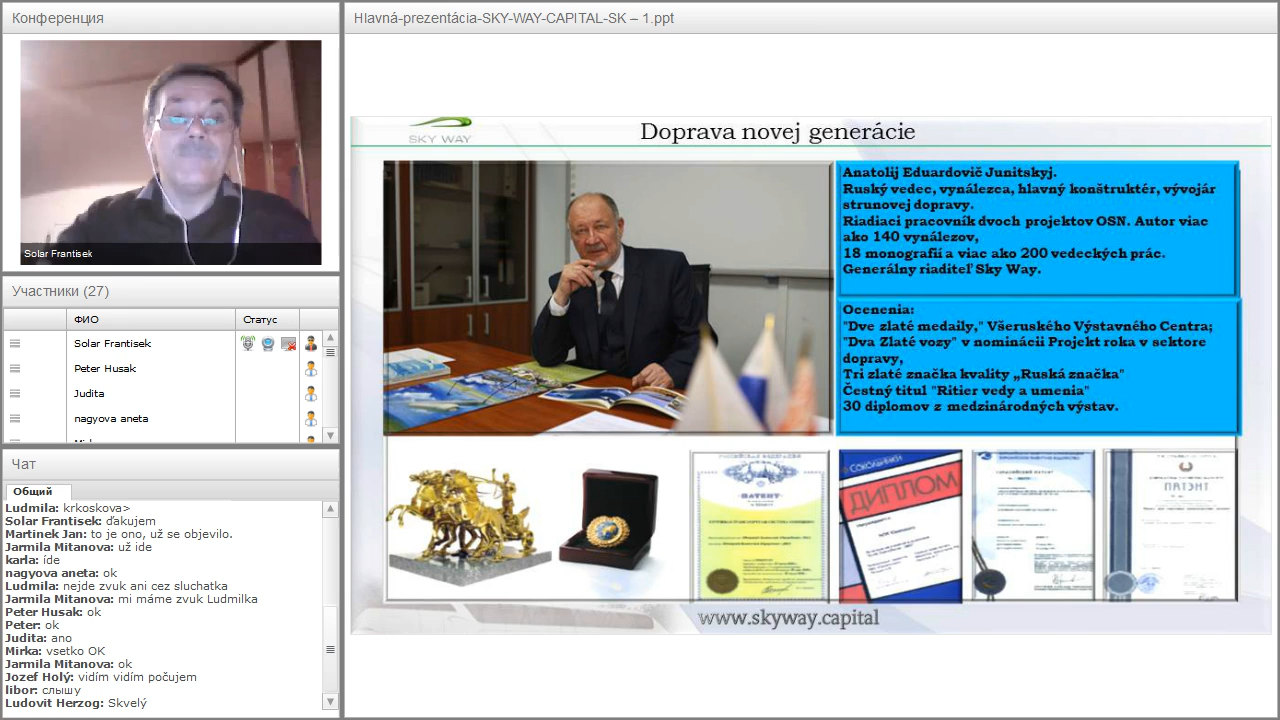 Конференция
Solar Frantisek
Участники (27)
ФИО
Статус
Solar Frantisek
Peter Husak
Judita
nagyova aneta
Чат
Общий
Ludmila: kroskova>
Solar Frantisek: ďakujem
Martinek Jan: to je ono, už se objevilo.
Jarmila Mitanova: už ide
karla: ide
nagyova aneta: ok
Ludmila: este zvuk ani cez sluchatka
Jarmila Mitanova: mi máme zvuk Ludmilka
Peter Husak: ok
Peter: ok
Judita: ano
Mirka: vsetko OK
Jarmila Mitanova: ok
Jozef Holý: vidím vidím počujem
libor: слышу
Ludovit Herzog: Skvelý
Hlavná-prezentácia-SKY-WAY-CAPITAL-SK – 1.ppt
SKY WAY
Doprava novej generácie
Anatolij Eduardovič Junitskyj.
Ruský vedec, vynálezca, hlavný konštruktér, vývojár
strunovej dopravy.
Riadiaci pracovník dvoch projektov OSN. Autor viac
ako 140 vynálezov,
18 monografií a viac ako 200 vedeckých prác.
Generálny riaditeľ Sky Way.
Ocenenia:
"Dve zlaté medaily," Všeruského Výstavného Centra;
"Dva Zlaté vozy" v nominácii Projekt roka v sektore
dopravy,
Tri zlaté značka kvality „Ruská značka"
Čestný titul "Ritier vedy a umenia"
30 diplomov z medzinárodných výstav.
РОССИЙСКАЯ ФЕДЕРАЦИЯ
ПАТЕНТ
СОКОЛЬНИКИ
ДИПЛОМ
ПАТЭНТ
www.skyway.capital